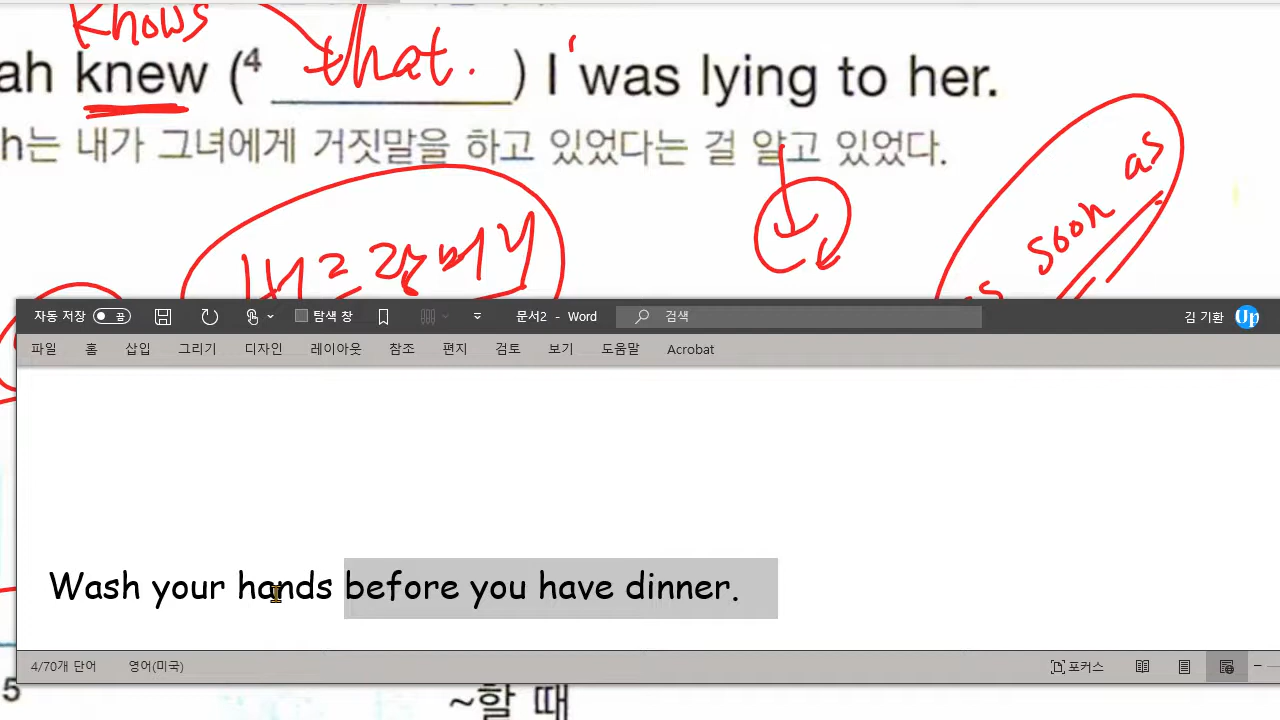 knows
ah knew (4 that. ) I was lying to her.
h는 내가 그녀에게 거짓말을 하고 있었다는 걸 알고 있었다.
soon as
자동 저장 끔 탐색 창 문서2 - Word 검색 김 기환 Up
파일 홈 삽입 그리기 디자인 레이아웃 참조 편지 검토 보기 도움말 Acrobat
Wash your hands before you have dinner.
4/70개 단어 영어(미국) 포커스
5
~할 때